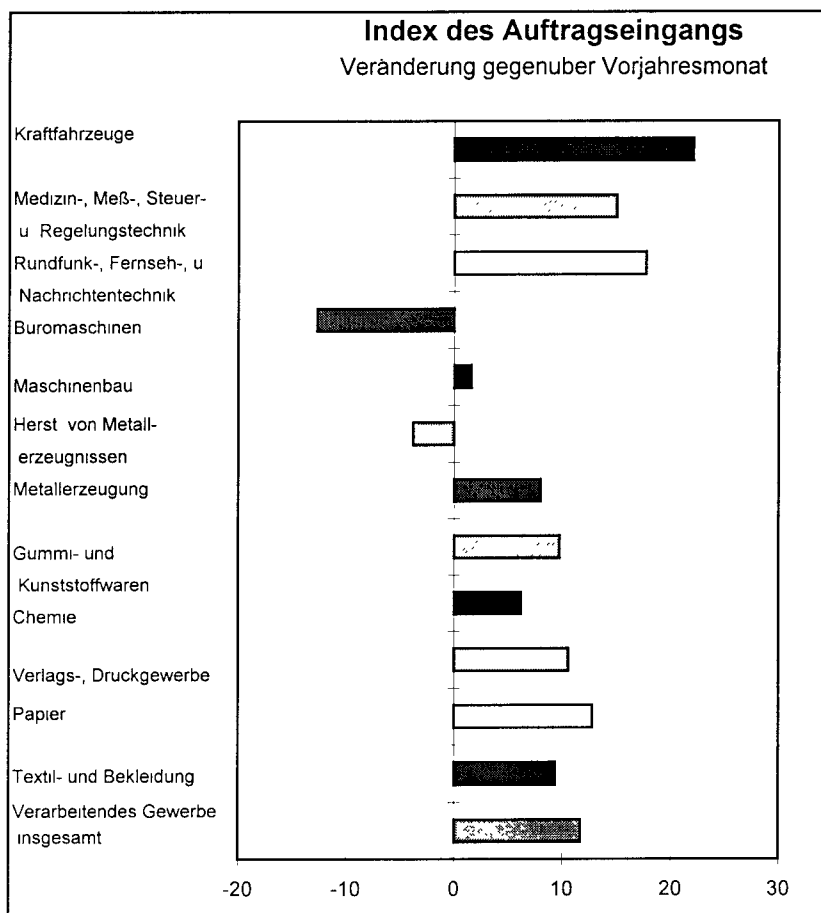 Index des Auftragseingangs
Veränderung gegenuber Vorjahresmonat
Kraftfahrzeuge
Medizin-, Meß-, Steuer-
u Regelungstechnik
Rundfunk-, Fernseh-, u
Nachrichtentechnik
Buromaschinen
Maschinenbau
Herst von Metall-
erzeugnissen
Metallerzeugung
Gummi- und
Kunststoffwaren
Chemie
Verlags-, Druckgewerbe
Papier
Textil- und Bekleidung
Verarbeitendes Gewerbe
insgesamt
-20 -10 0 10 20 30